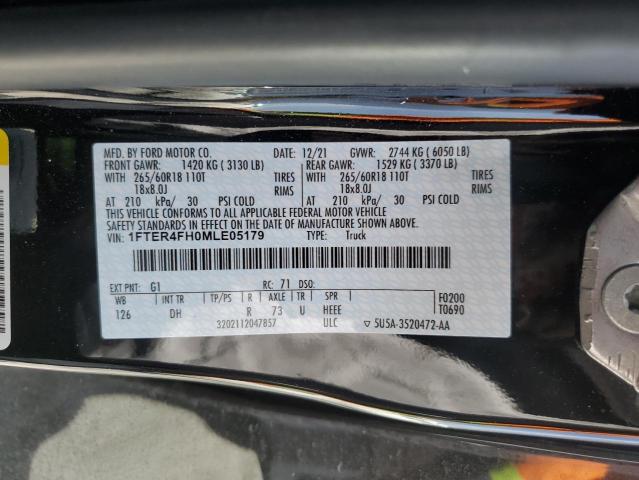 MFD. BY FORD MOTOR CO. 12/21 GVWR: 2744 KG ( 6050 LB)
FRONT GAWR: 1420 KG ( 3130 LB) REAR GAWR: 1529 KG ( 3370 LB)
WITH 265/60R18 110T TIRES WITH 265/60R18 110T TIRES
18x8.0J RIMS 18x8.0J RIMS
AT 210 kPa/ 30 PSI COLD AT 210 kPa/ 30 PSI COLD
THIS VEHICLE CONFORMS TO ALL APPLICABLE FEDERAL MOTOR VEHICLE
SAFETY STANDARDS IN EFFECT ON THE DATE OF MANUFACTURE SHOWN ABOVE.
VIN: 1FTER4FH0MLE05179 TYPE: Truck
EXT PNT: G1 RC: 71 DSO:
WB INT TR TP/PS R AXLE TR SPR F0200
126 DH R 73 U HEEE T0690
3202112047857 ULC ▽ 5U5A-3520472-AA